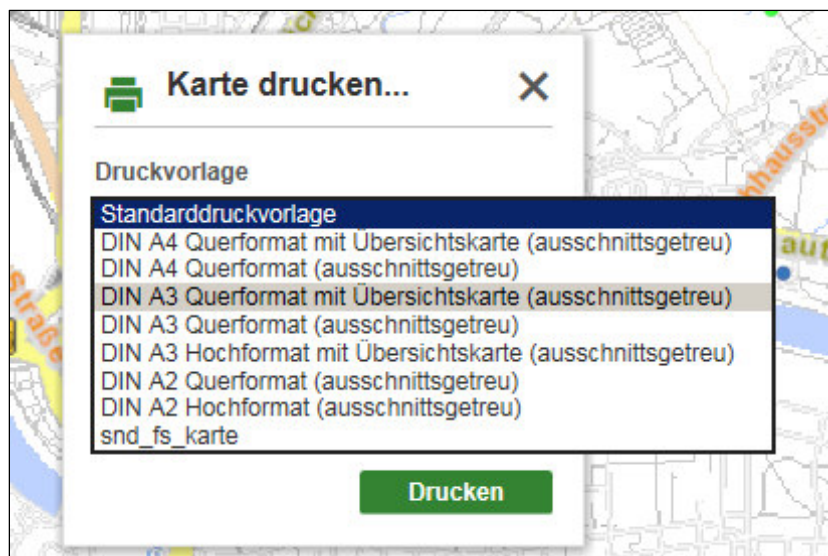 Karte drucken...
Druckvorlage
Standarddruckvorlage
DIN A4 Querformat mit Übersichtskarte (ausschnittsgetreu)
DIN A4 Querformat (ausschnittsgetreu)
DIN A3 Querformat mit Übersichtskarte (ausschnittsgetreu)
DIN A3 Querformat (ausschnittsgetreu)
DIN A3 Hochformat mit Übersichtskarte (ausschnittsgetreu)
DIN A2 Querformat (ausschnittsgetreu)
DIN A2 Hochformat (ausschnittsgetreu)
snd_fs_karte
Drucken
Straße